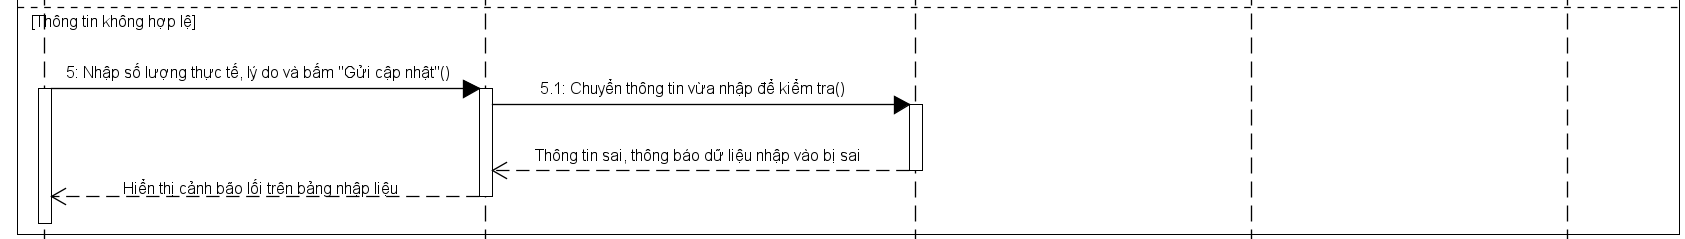 [Thông tin không hợp lệ]
5: Nhập số lượng thực tế, lý do và bấm "Gửi cập nhật"()
5.1: Chuyển thông tin vừa nhập để kiểm tra()
Thông tin sai, thông báo dữ liệu nhập vào bị sai
Hiển thị cảnh bão lối trên bảng nhập liệu